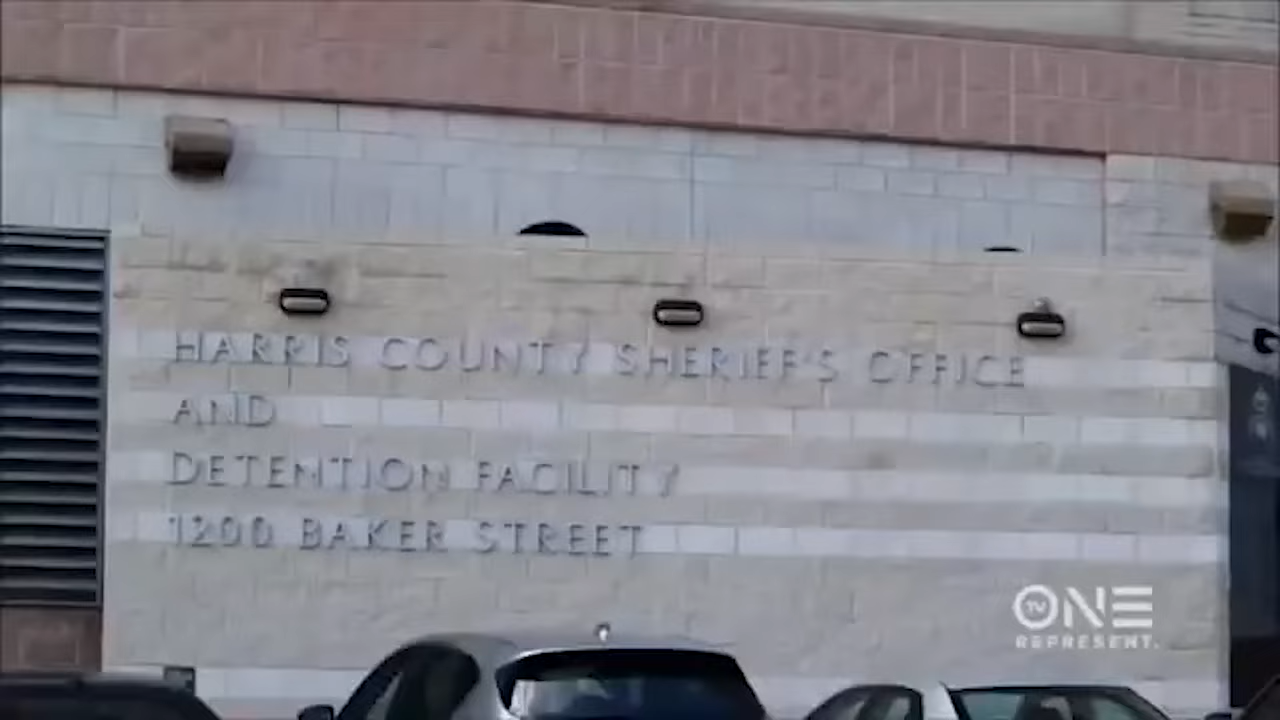 HARRIS COUNTY SHERIFF'S OFFICE
AND
DETENTION FACILITY
1200 BAKER STREET
TV ONE
REPRESENT.